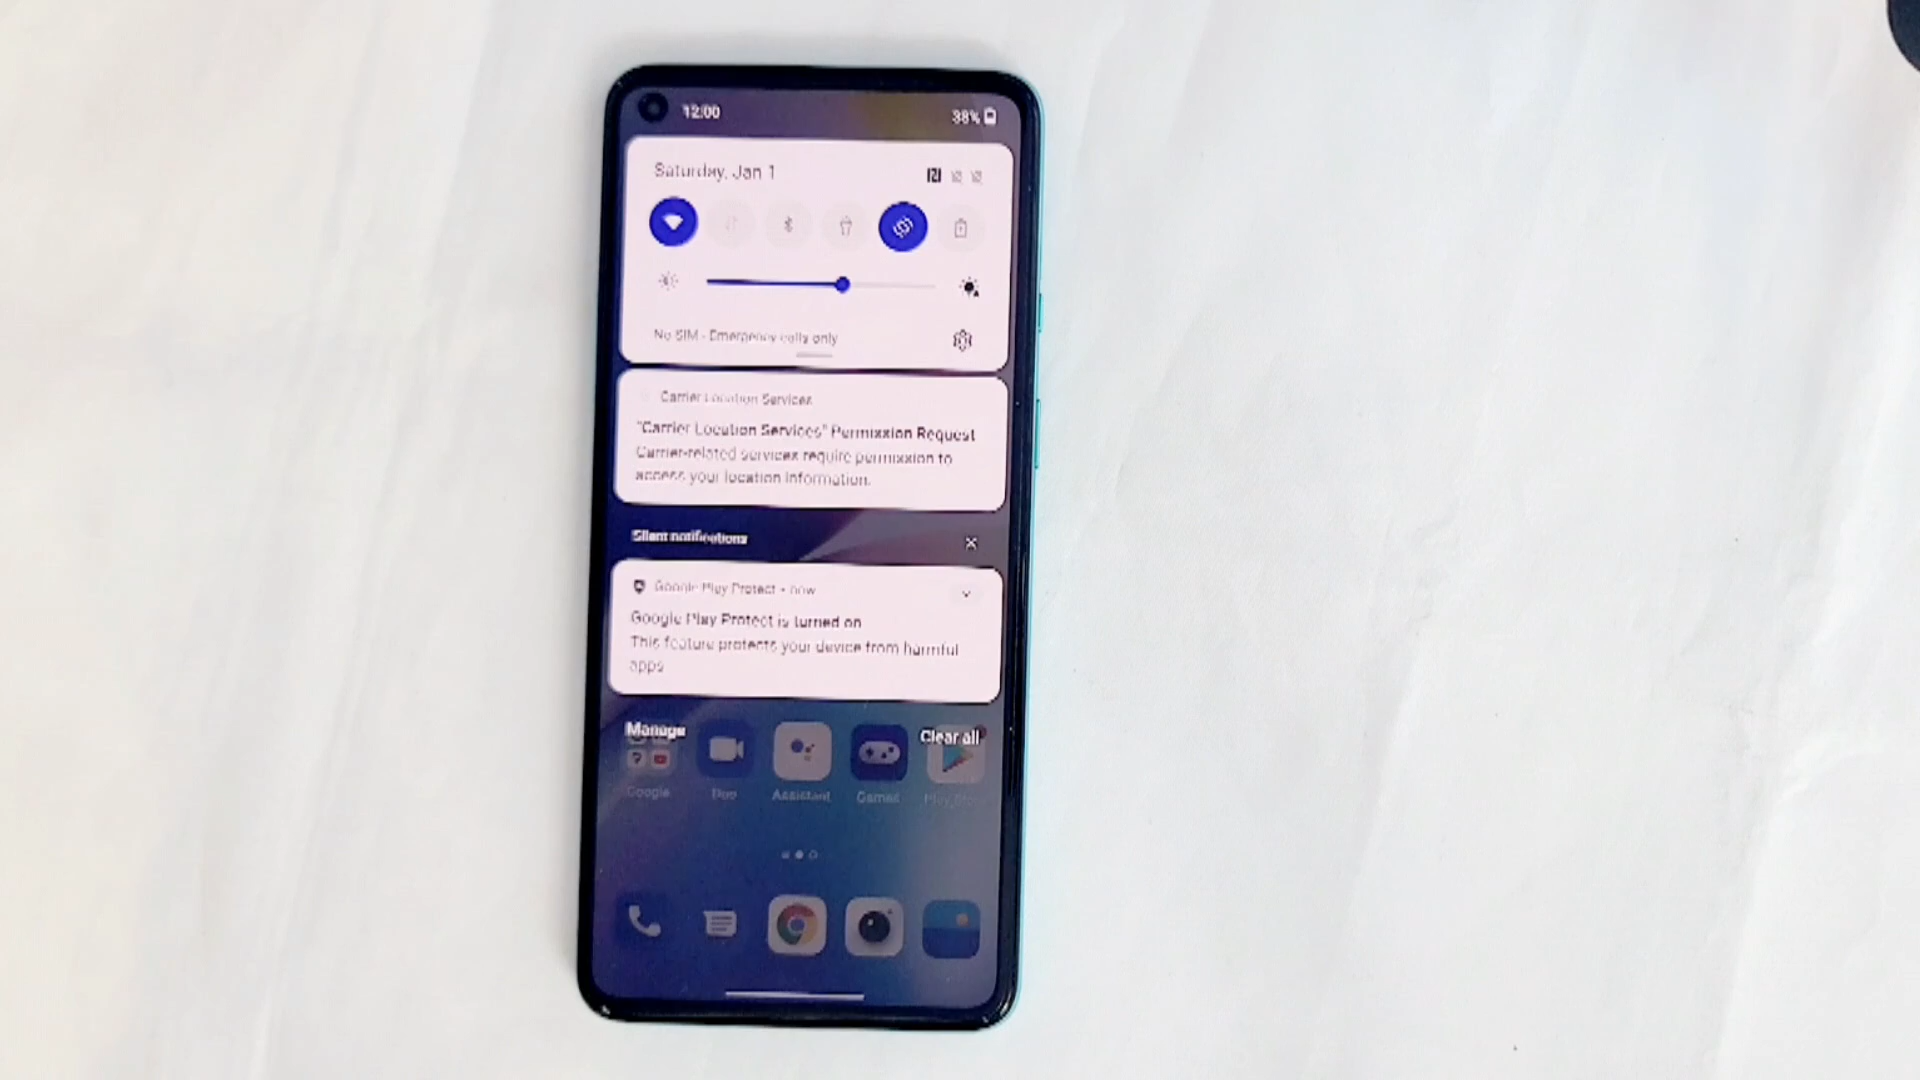 12:00
38%
Saturday, Jan 1
No SIM - Emergency calls only
Carrier Location Services
"Carrier Location Services" Permission Request
Carrier-related services require permission to
access your location information.
Silent notifications
Google Play Protect • now
Google Play Protect is turned on
This feature protects your device from harmful
apps
Manage
Clear all
Google
Duo
Assistant
Games
Play Store